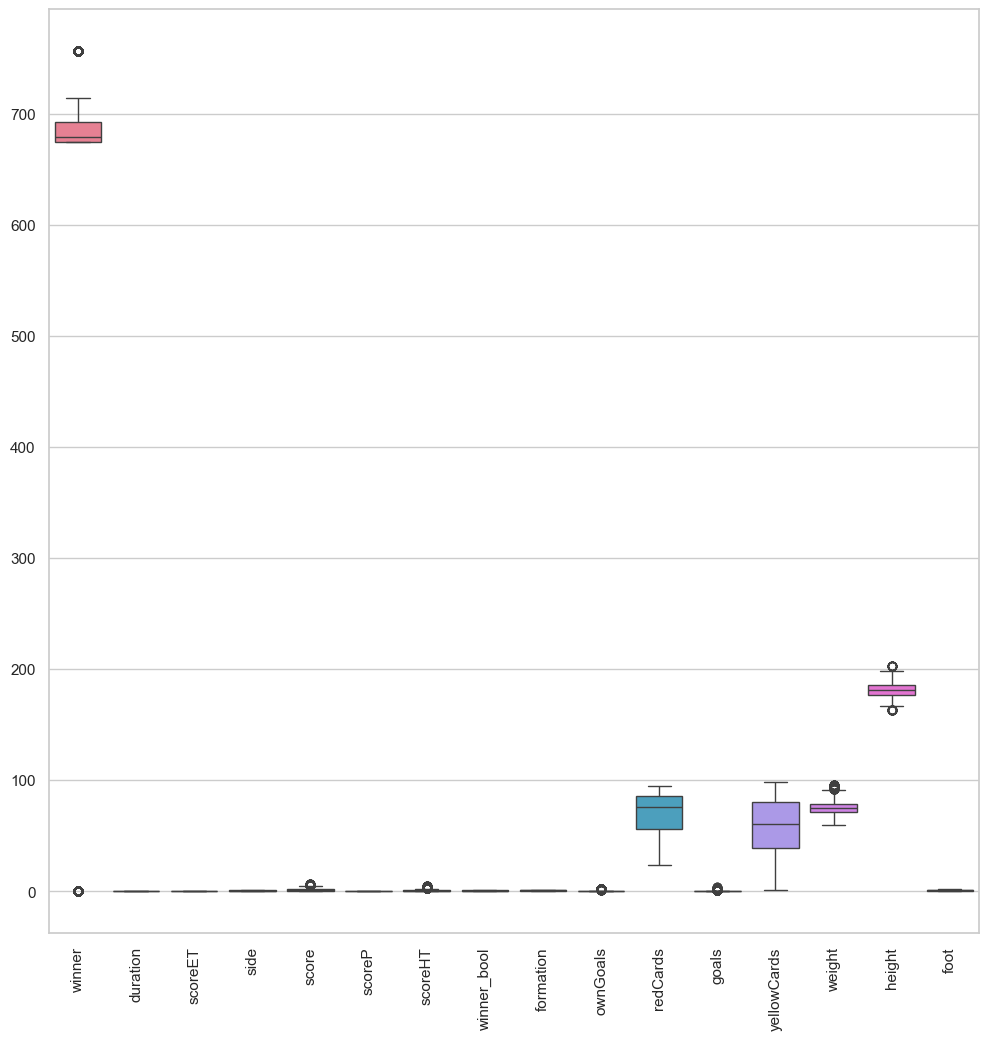 700
600
500
400
300
200
100
0
winner
duration
scoreET
side
score
scoreP
scoreHT
winner_bool
formation
ownGoals
redCards
goals
yellowCards
weight
height
foot